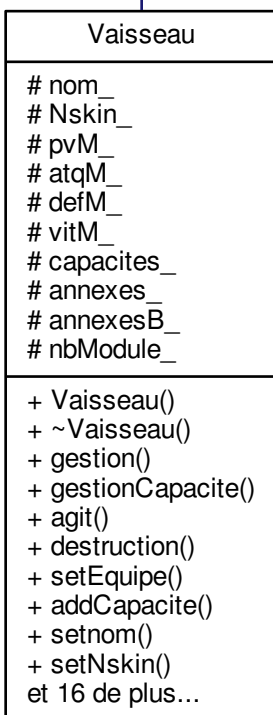 Vaisseau
# nom_
# Nskin_
# pvM_
# atqM_
# defM_
# vitM_
# capacites_
# annexes_
# annexesB_
# nbModule_
+ Vaisseau()
+ ~Vaisseau()
+ gestion()
+ gestionCapacite()
+ agit()
+ destruction()
+ setEquipe()
+ addCapacite()
+ setnom()
+ setNskin()
et 16 de plus...